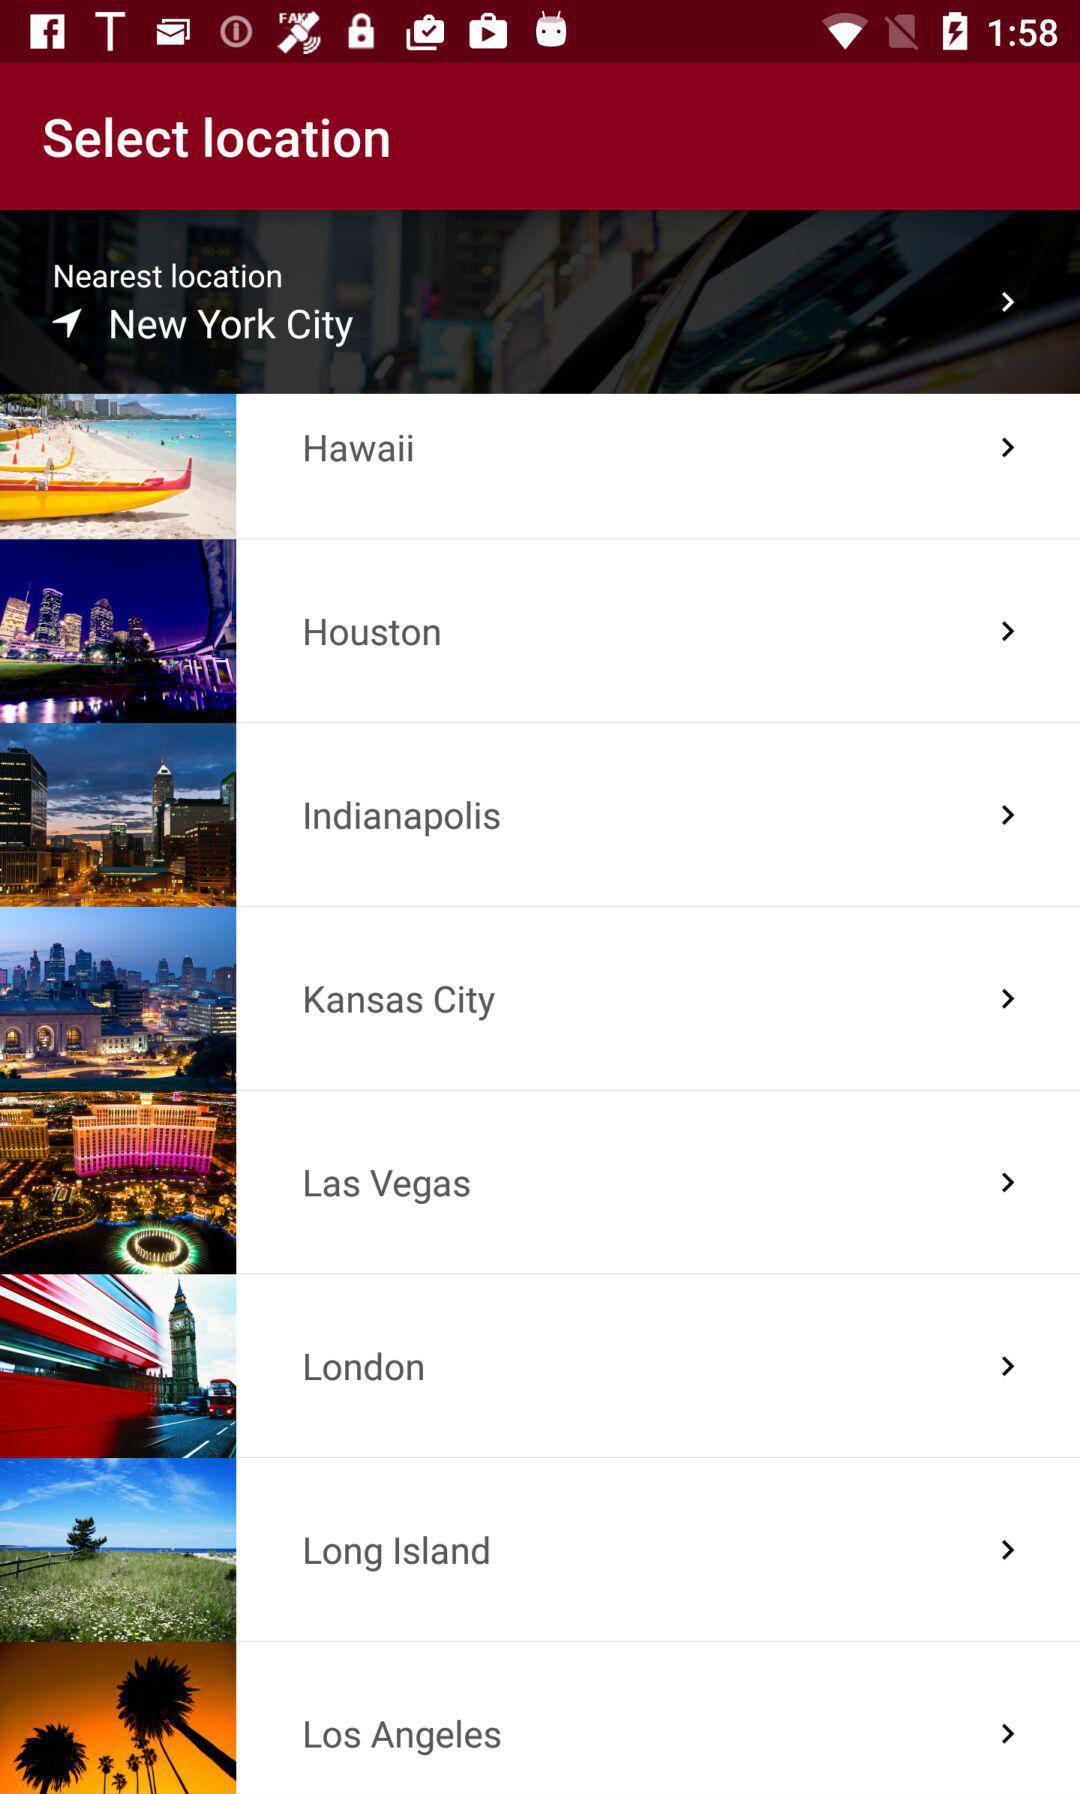 FAKE
1:58
Select location
Nearest location
New York City
Hawaii
Houston
Indianapolis
Kansas City
Las Vegas
London
Long Island
Los Angeles